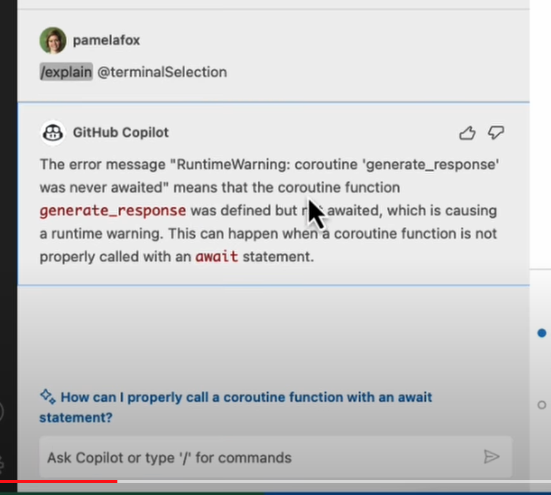 pamelafox
/explain @terminalSelection
GitHub Copilot
The error message "RuntimeWarning: coroutine 'generate_response'
was never awaited" means that the coroutine function
generate_response was defined but awaited, which is causing
a runtime warning. This can happen when a coroutine function is not
properly called with an await statement.
How can I properly call a coroutine function with an await
statement?
Ask Copilot or type '/' for commands